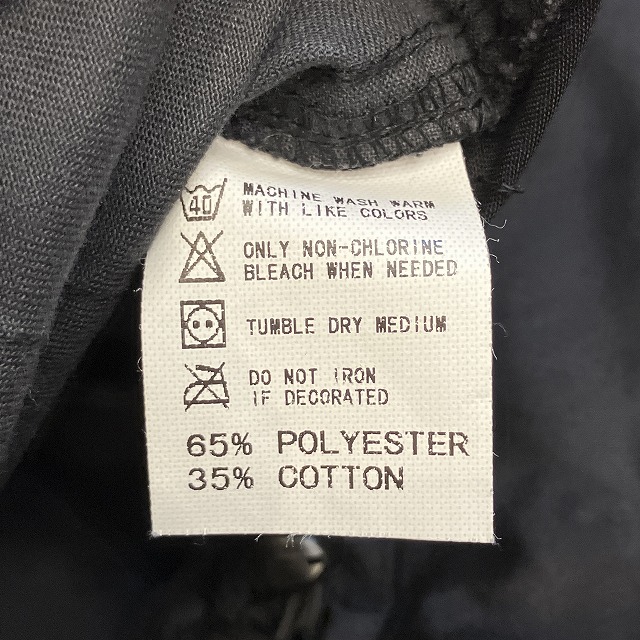 40 MACHINE WASH WARM
WITH LIKE COLORS
ONLY NON-CHLORINE
BLEACH WHEN NEEDED
TUMBLE DRY MEDIUM
DO NOT IRON
IF DECORATED
65% POLYESTER
35% COTTON